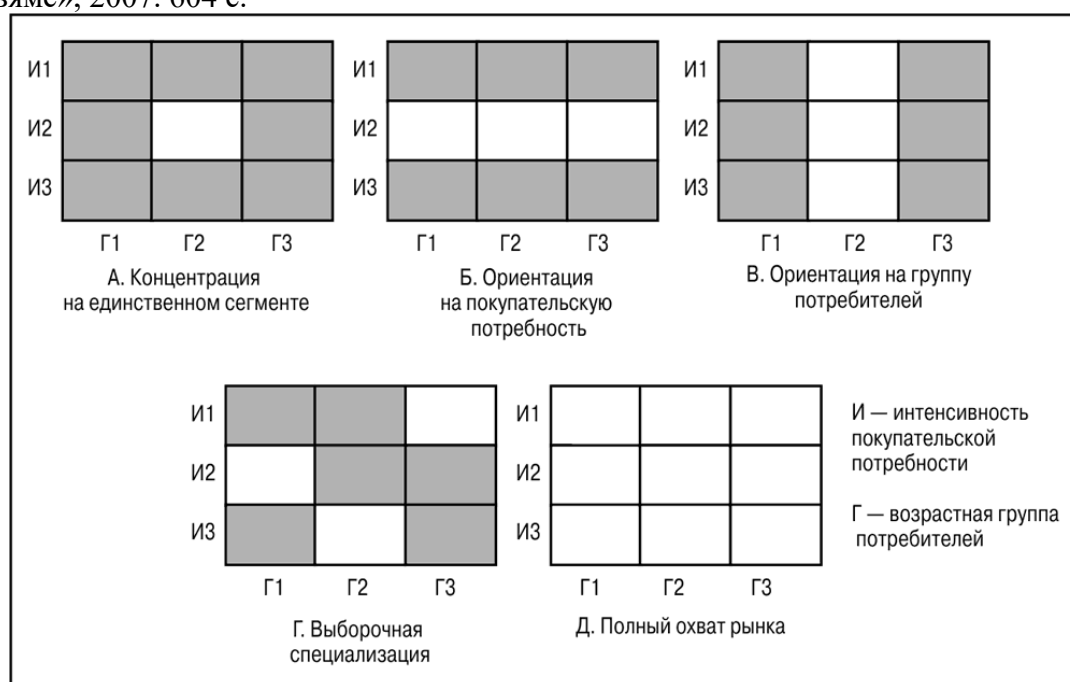 2007. 604 с.
И1 И1 И1
И2 И2 И2
И3 И3 И3
Г1 Г2 Г3 Г1 Г2 Г3 Г1 Г2 Г3
А. Концентрация
на единственном сегменте
Б. Ориентация
на покупательскую
потребность
В. Ориентация на группу
потребителей
И1 И1
И2 И2
И3 И3
Г1 Г2 Г3 Г1 Г2 Г3
Г. Выборочная
специализация
Д. Полный охват рынка
И — интенсивность
покупательской
потребности
Г — возрастная группа
потребителей